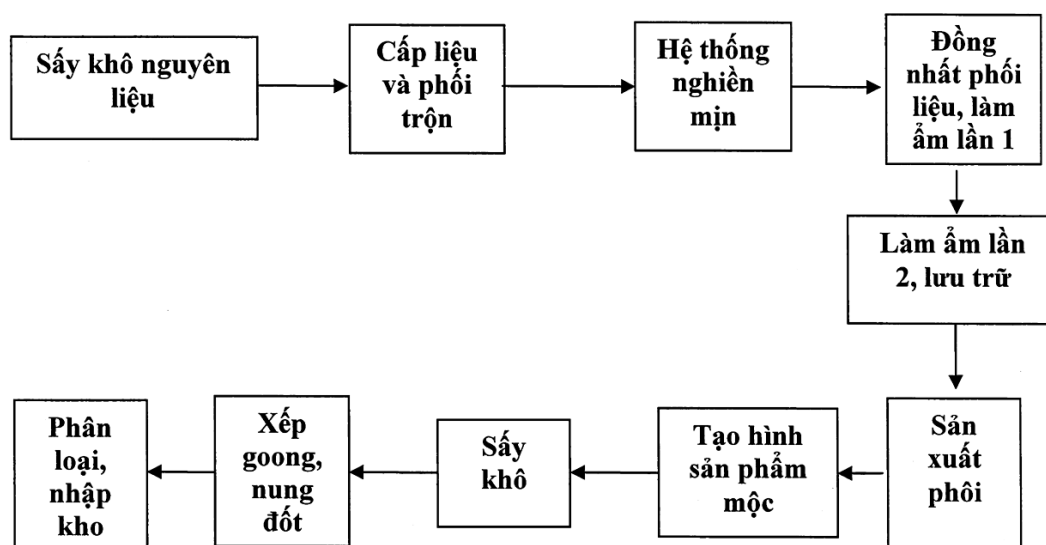 Sấy khô nguyên
liệu
Cấp liệu
và phối
trộn
Hệ thống
nghiền
mịn
Đồng
nhất phối
liệu, làm
ẩm lần 1
Làm ẩm lần
2, lưu trữ
Sản
xuất
phôi
Tạo hình
sản phẩm
mộc
Sấy
khô
Xếp
goong,
nung
đốt
Phân
loại,
nhập
kho